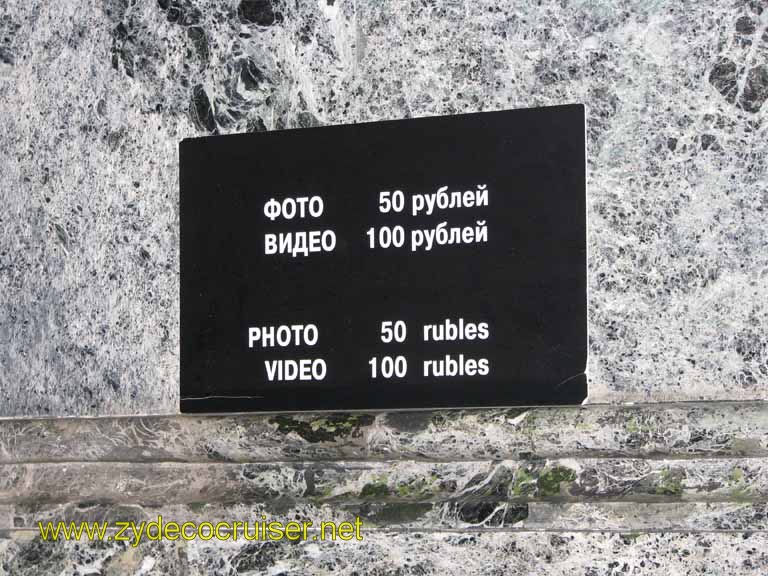 ФОТО 50 рублей
ВИДЕО 100 рублей
PHOTO 50 rubles
VIDEO 100 rubles
www.zydecocruiser.net